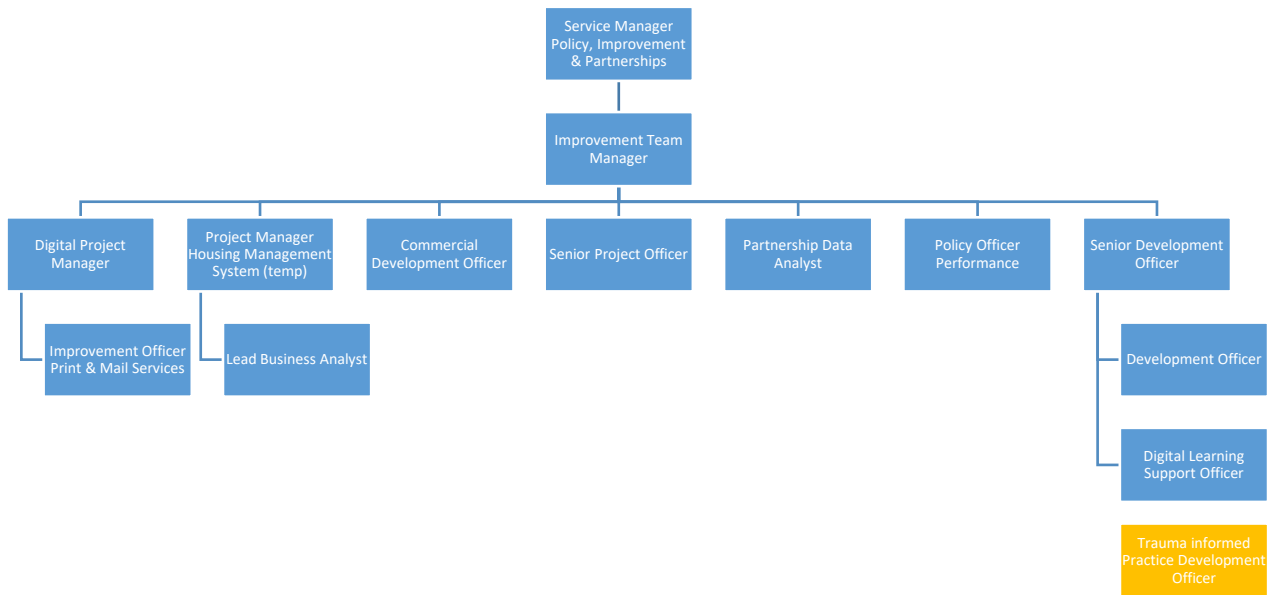 Service Manager
Policy, Improvement
& Partnerships
Improvement Team
Manager
Digital Project
Manager
Project Manager
Housing Management
System (temp)
Commercial
Development Officer
Senior Project Officer
Partnership Data
Analyst
Policy Officer
Performance
Senior Development
Officer
Improvement Officer
Print & Mail Services
Lead Business Analyst
Development Officer
Digital Learning
Support Officer
Trauma informed
Practice Development
Officer